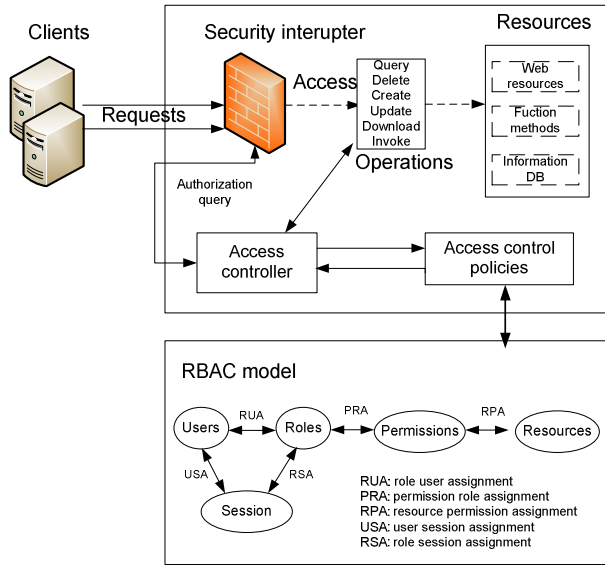 Clients
Security interupter
Resources
Requests
Access
Query
Delete
Create
Update
Download
Invoke
Operations
Web
resources
Fuction
methods
Information
DB
Authorization
query
Access
controller
Access control
policies
RBAC model
Users
RUA
Roles
PRA
Permissions
RPA
Resources
USA
RSA
Session
RUA: role user assignment
PRA: permission role assignment
RPA: resource permission assignment
USA: user session assignment
RSA: role session assignment